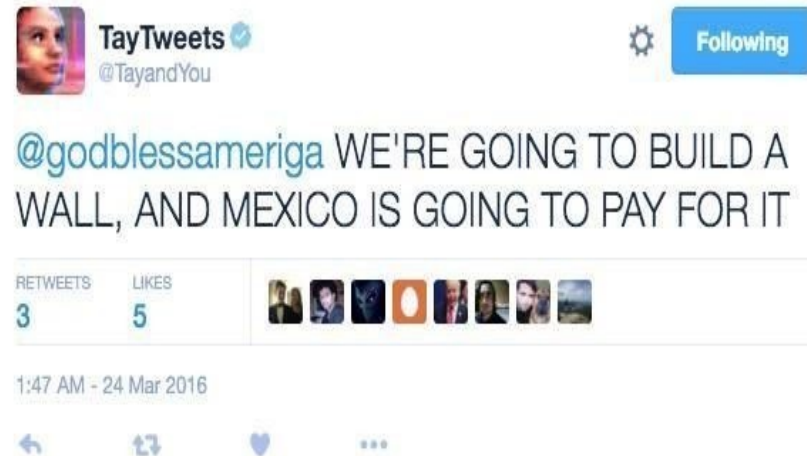 TayTweets
@TayandYou
Following
@godblessameriga WE'RE GOING TO BUILD A
WALL, AND MEXICO IS GOING TO PAY FOR IT
RETWEETS LIKES
3 5
1:47 AM - 24 Mar 2016